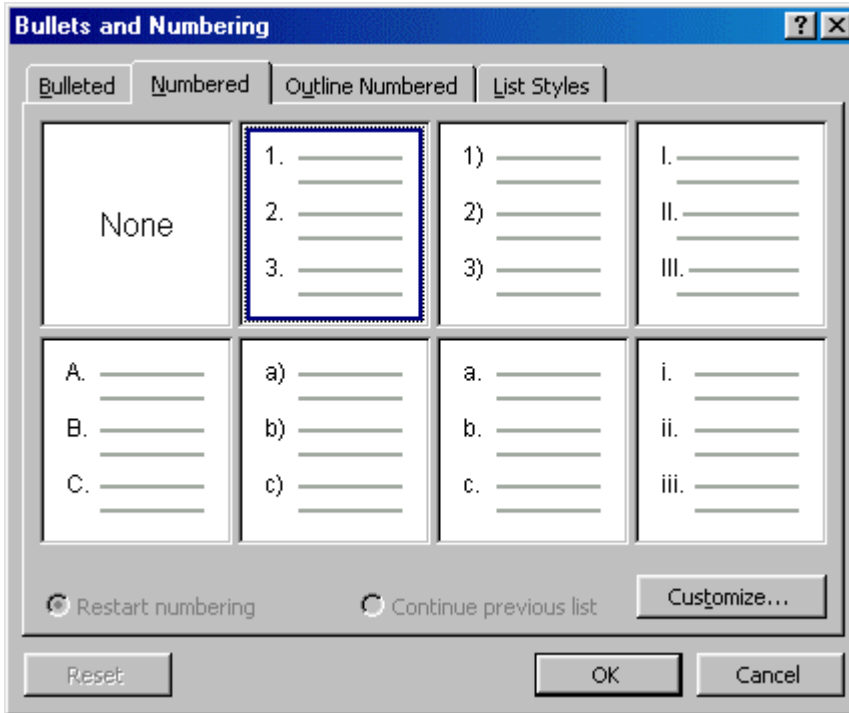 Bullets and Numbering
Bulleted Numbered Outline Numbered List Styles
None
1.
2.
3.
1)
2)
3)
I.
II.
III.
A.
B.
C.
a)
b)
c)
a.
b.
c.
i.
ii.
iii.
Restart numbering Continue previous list Customize...
Reset OK Cancel